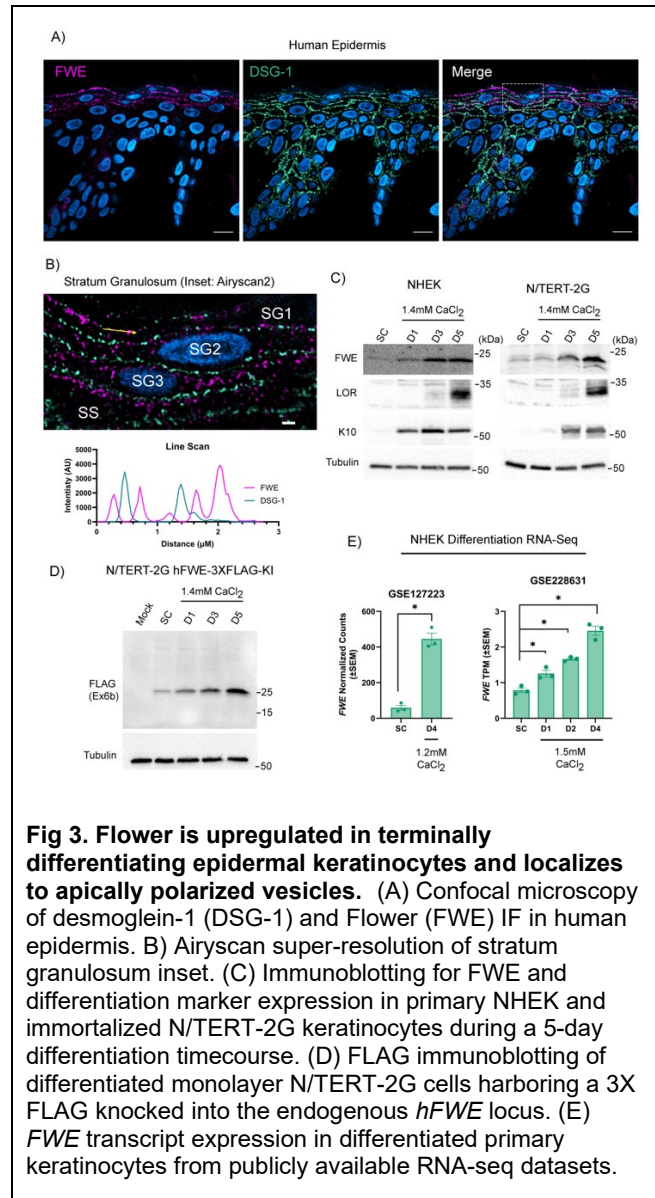 A)
Human Epidermis
FWE
DSG-1
Merge
B)
Stratum Granulosum (Inset: Airyscan2)
SG1
SG2
SG3
SS
Line Scan
Intenstity (AU)
5000
4000
3000
2000
1000
0
0
1
2
3
Distance (μM)
FWE
DSG-1
C)
NHEK
N/TERT-2G
1.4mM CaCl2
1.4mM CaCl2
SC
D1
D3
D5
(kDa)
SC
D1
D3
D5
(kDa)
FWE
-25
-25
LOR
-35
-35
K10
-50
-50
Tubulin
-50
-50
D)
N/TERT-2G hFWE-3XFLAG-KI
1.4mM CaCl2
Mock
SC
D1
D3
D5
FLAG
(Ex6b)
-25
-15
Tubulin
-50
E)
NHEK Differentiation RNA-Seq
GSE127223
FWE Normalized Counts
(±SEM)
600
400
200
0
*
SC
D4
1.2mM
CaCl2
GSE228631
FWE TPM (±SEM)
3
2
1
0
*
*
*
SC
D1
D2
D4
1.5mM
CaCl2
Fig 3. Flower is upregulated in terminally
differentiating epidermal keratinocytes and localizes
to apically polarized vesicles. (A) Confocal microscopy
of desmoglein-1 (DSG-1) and Flower (FWE) IF in human
epidermis. B) Airyscan super-resolution of stratum
granulosum inset. (C) Immunoblotting for FWE and
differentiation marker expression in primary NHEK and
immortalized N/TERT-2G keratinocytes during a 5-day
differentiation timecourse. (D) FLAG immunoblotting of
differentiated monolayer N/TERT-2G cells harboring a 3X
FLAG knocked into the endogenous hFWE locus. (E)
FWE transcript expression in differentiated primary
keratinocytes from publicly available RNA-seq datasets.